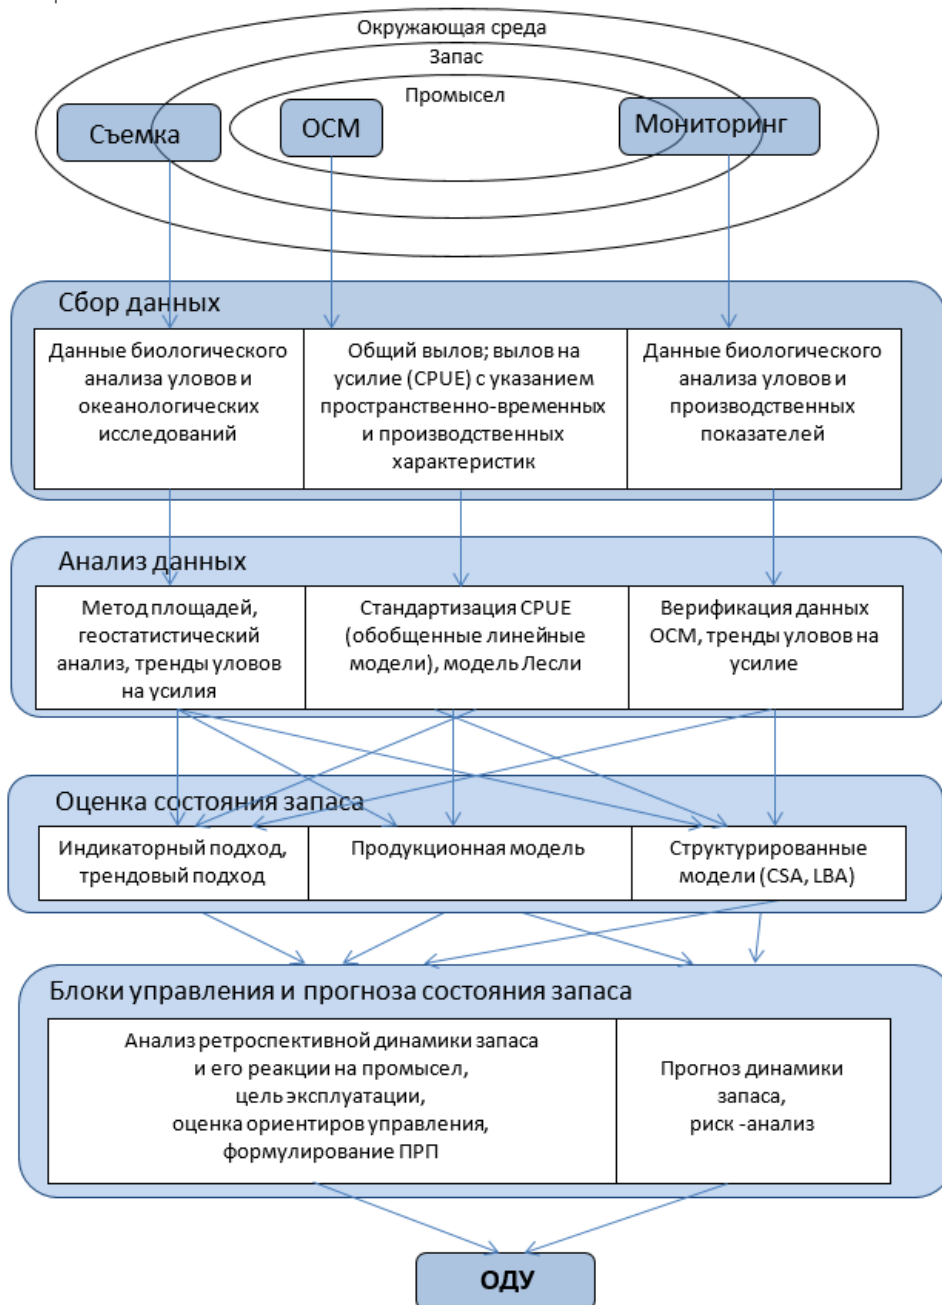 Окружающая среда
Запас
Промысел
Съемка
ОСМ
Мониторинг
Сбор данных
Данные биологического
анализа уловов и
океанологических
исследований
Общий вылов; вылов на
усилие (CPUE) с указанием
пространственно-временных
и производственных
характеристик
Данные биологического
анализа уловов и
производственных
показателей
Анализ данных
Метод площадей,
геостатистический
анализ, тренды уловов
на усилия
Стандартизация CPUE
(обобщенные линейные
модели), модель Лесли
Верификация данных
ОСМ, тренды уловов на
усилие
Оценка состояния запаса
Индикаторный подход,
трендовый подход
Продукционная модель
Структурированные
модели (CSA, LBA)
Блоки управления и прогноза состояния запаса
Анализ ретроспективной динамики запаса
и его реакции на промысел,
цель эксплуатации,
оценка ориентиров управления,
формулирование ПРП
Прогноз динамики
запаса,
риск -анализ
ОДУ